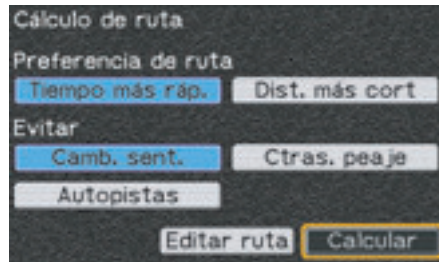 Cálculo de ruta
Preferencia de ruta
Tiempo más ráp. Dist. más cort
Evitar
Camb. sent. Ctras. peaje
Autopistas
Editar ruta Calcular